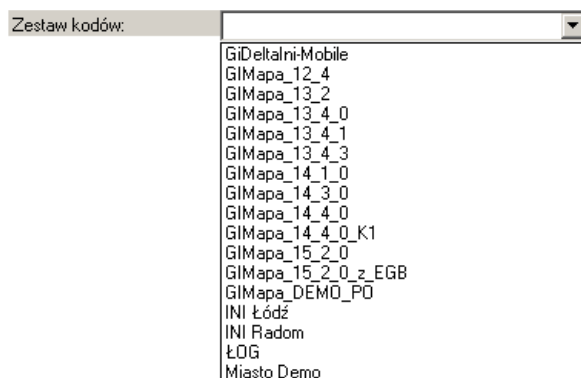 Zestaw kodów:
GiDeltaIni-Mobile
GIMapa_12_4
GIMapa_13_2
GIMapa_13_4_0
GIMapa_13_4_1
GIMapa_13_4_3
GIMapa_14_1_0
GIMapa_14_3_0
GIMapa_14_4_0
GIMapa_14_4_0_K1
GIMapa_15_2_0
GIMapa_15_2_0_z_EGB
GIMapa_DEMO_PO
INI Łódź
INI Radom
ŁOG
Miasto Demo